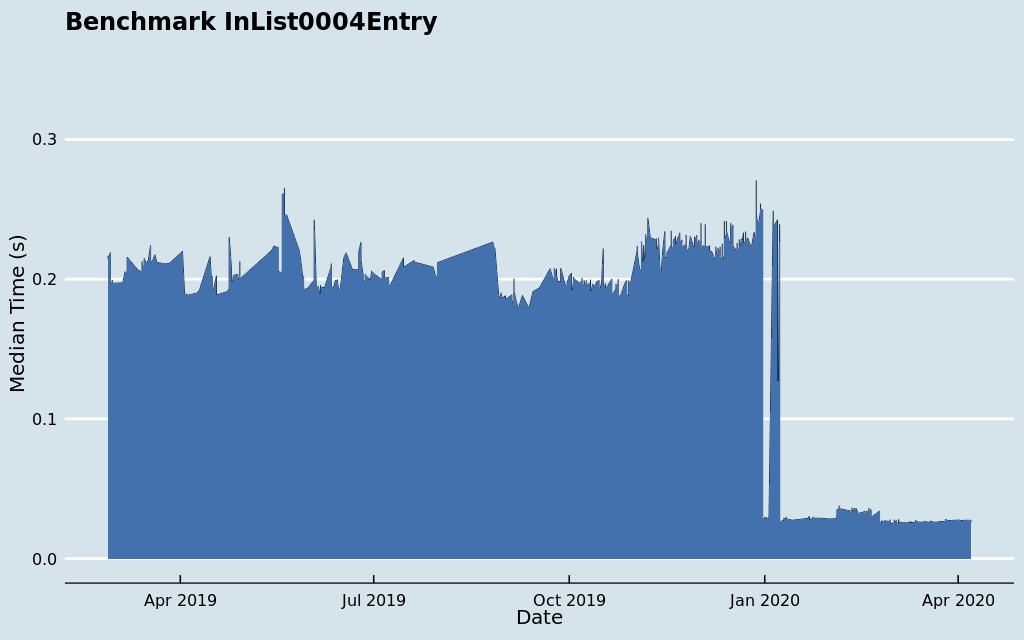 Benchmark InList0004Entry
Median Time (s)
0.3
0.2
0.1
0.0
Apr 2019
Jul 2019
Oct 2019
Jan 2020
Apr 2020
Date